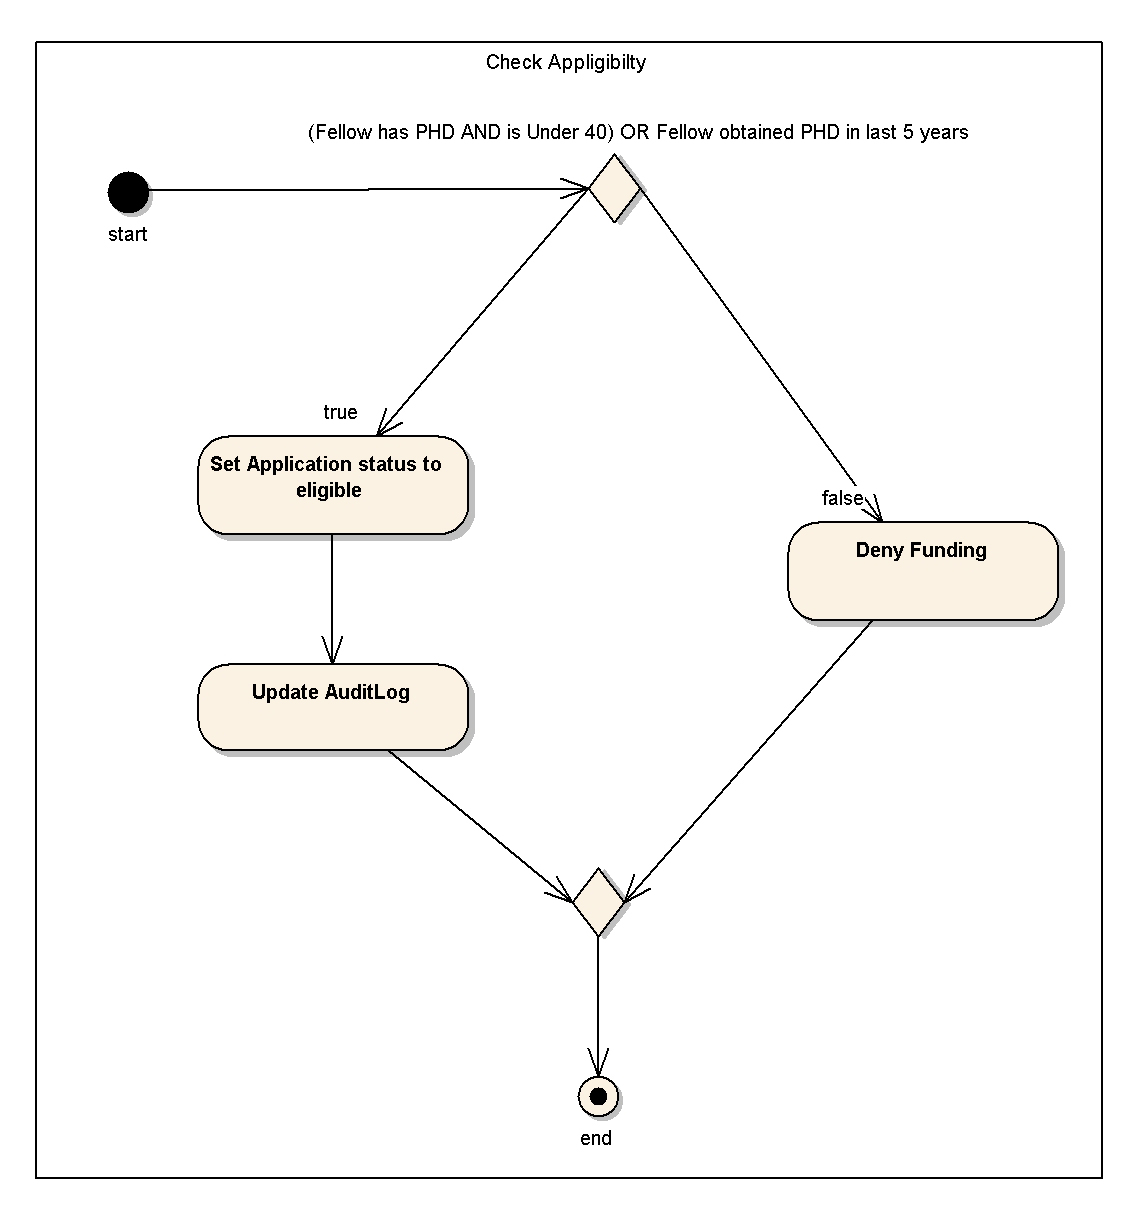 Check Appligibilty
(Fellow has PHD AND is Under 40) OR Fellow obtained PHD in last 5 years
start
true
Set Application status to
eligible
false
Deny Funding
Update AuditLog
end